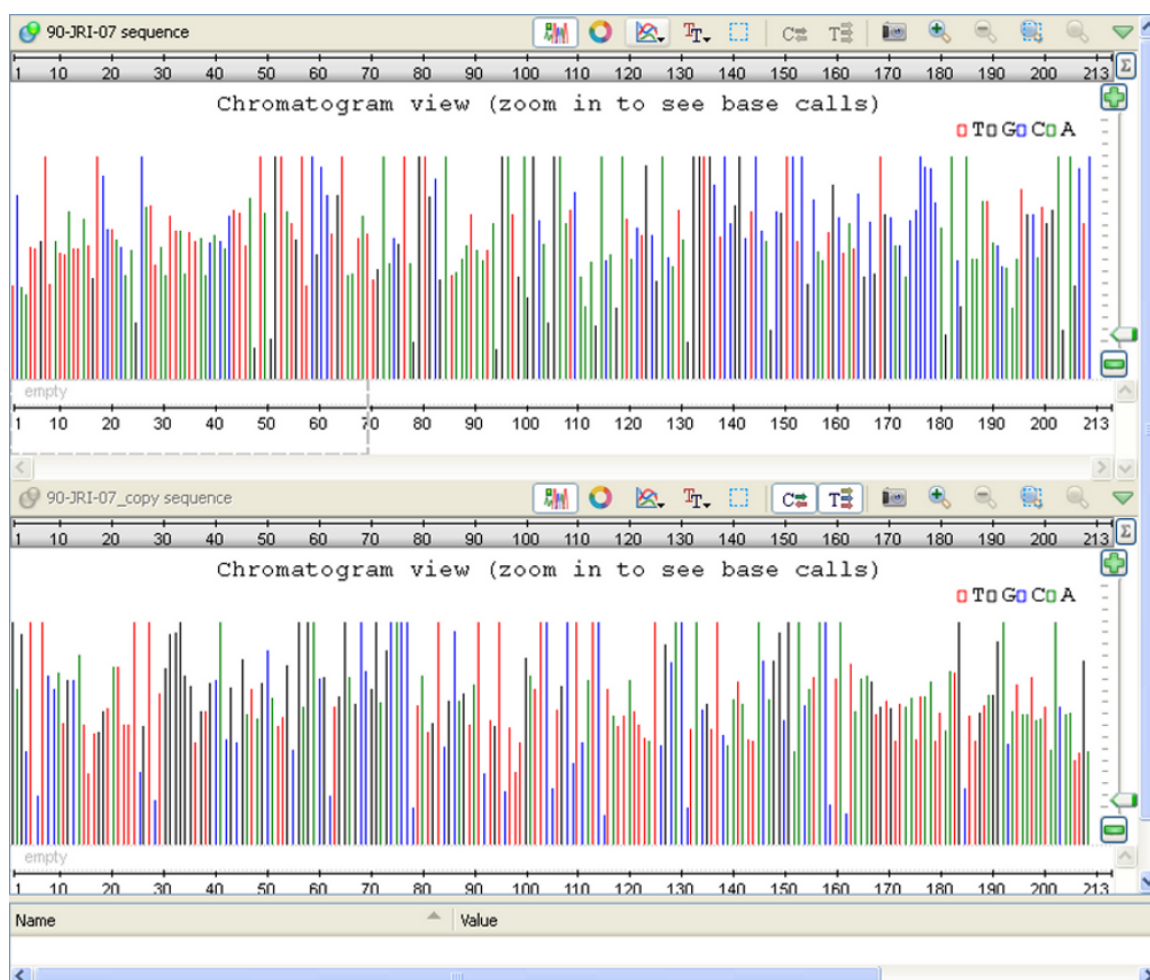 90-JRI-07 sequence
1 10 20 30 40 50 60 70 80 90 100 110 120 130 140 150 160 170 180 190 200 213 Σ
Chromatogram view (zoom in to see base calls)
T G C A
empty
1 10 20 30 40 50 60 70 80 90 100 110 120 130 140 150 160 170 180 190 200 213
90-JRI-07_copy sequence
1 10 20 30 40 50 60 70 80 90 100 110 120 130 140 150 160 170 180 190 200 213 Σ
Chromatogram view (zoom in to see base calls)
T G C A
empty
1 10 20 30 40 50 60 70 80 90 100 110 120 130 140 150 160 170 180 190 200 213
Name Value